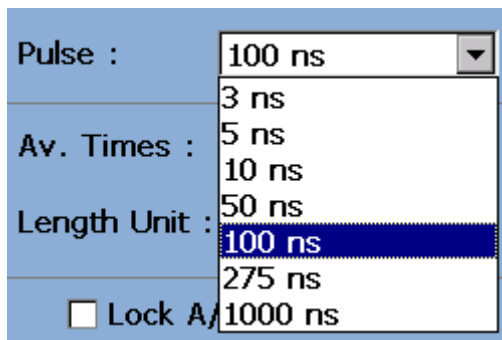 Pulse : 100 ns
3 ns
Av. Times : 5 ns
10 ns
Length Unit : 50 ns
100 ns
275 ns
Lock A/ 1000 ns